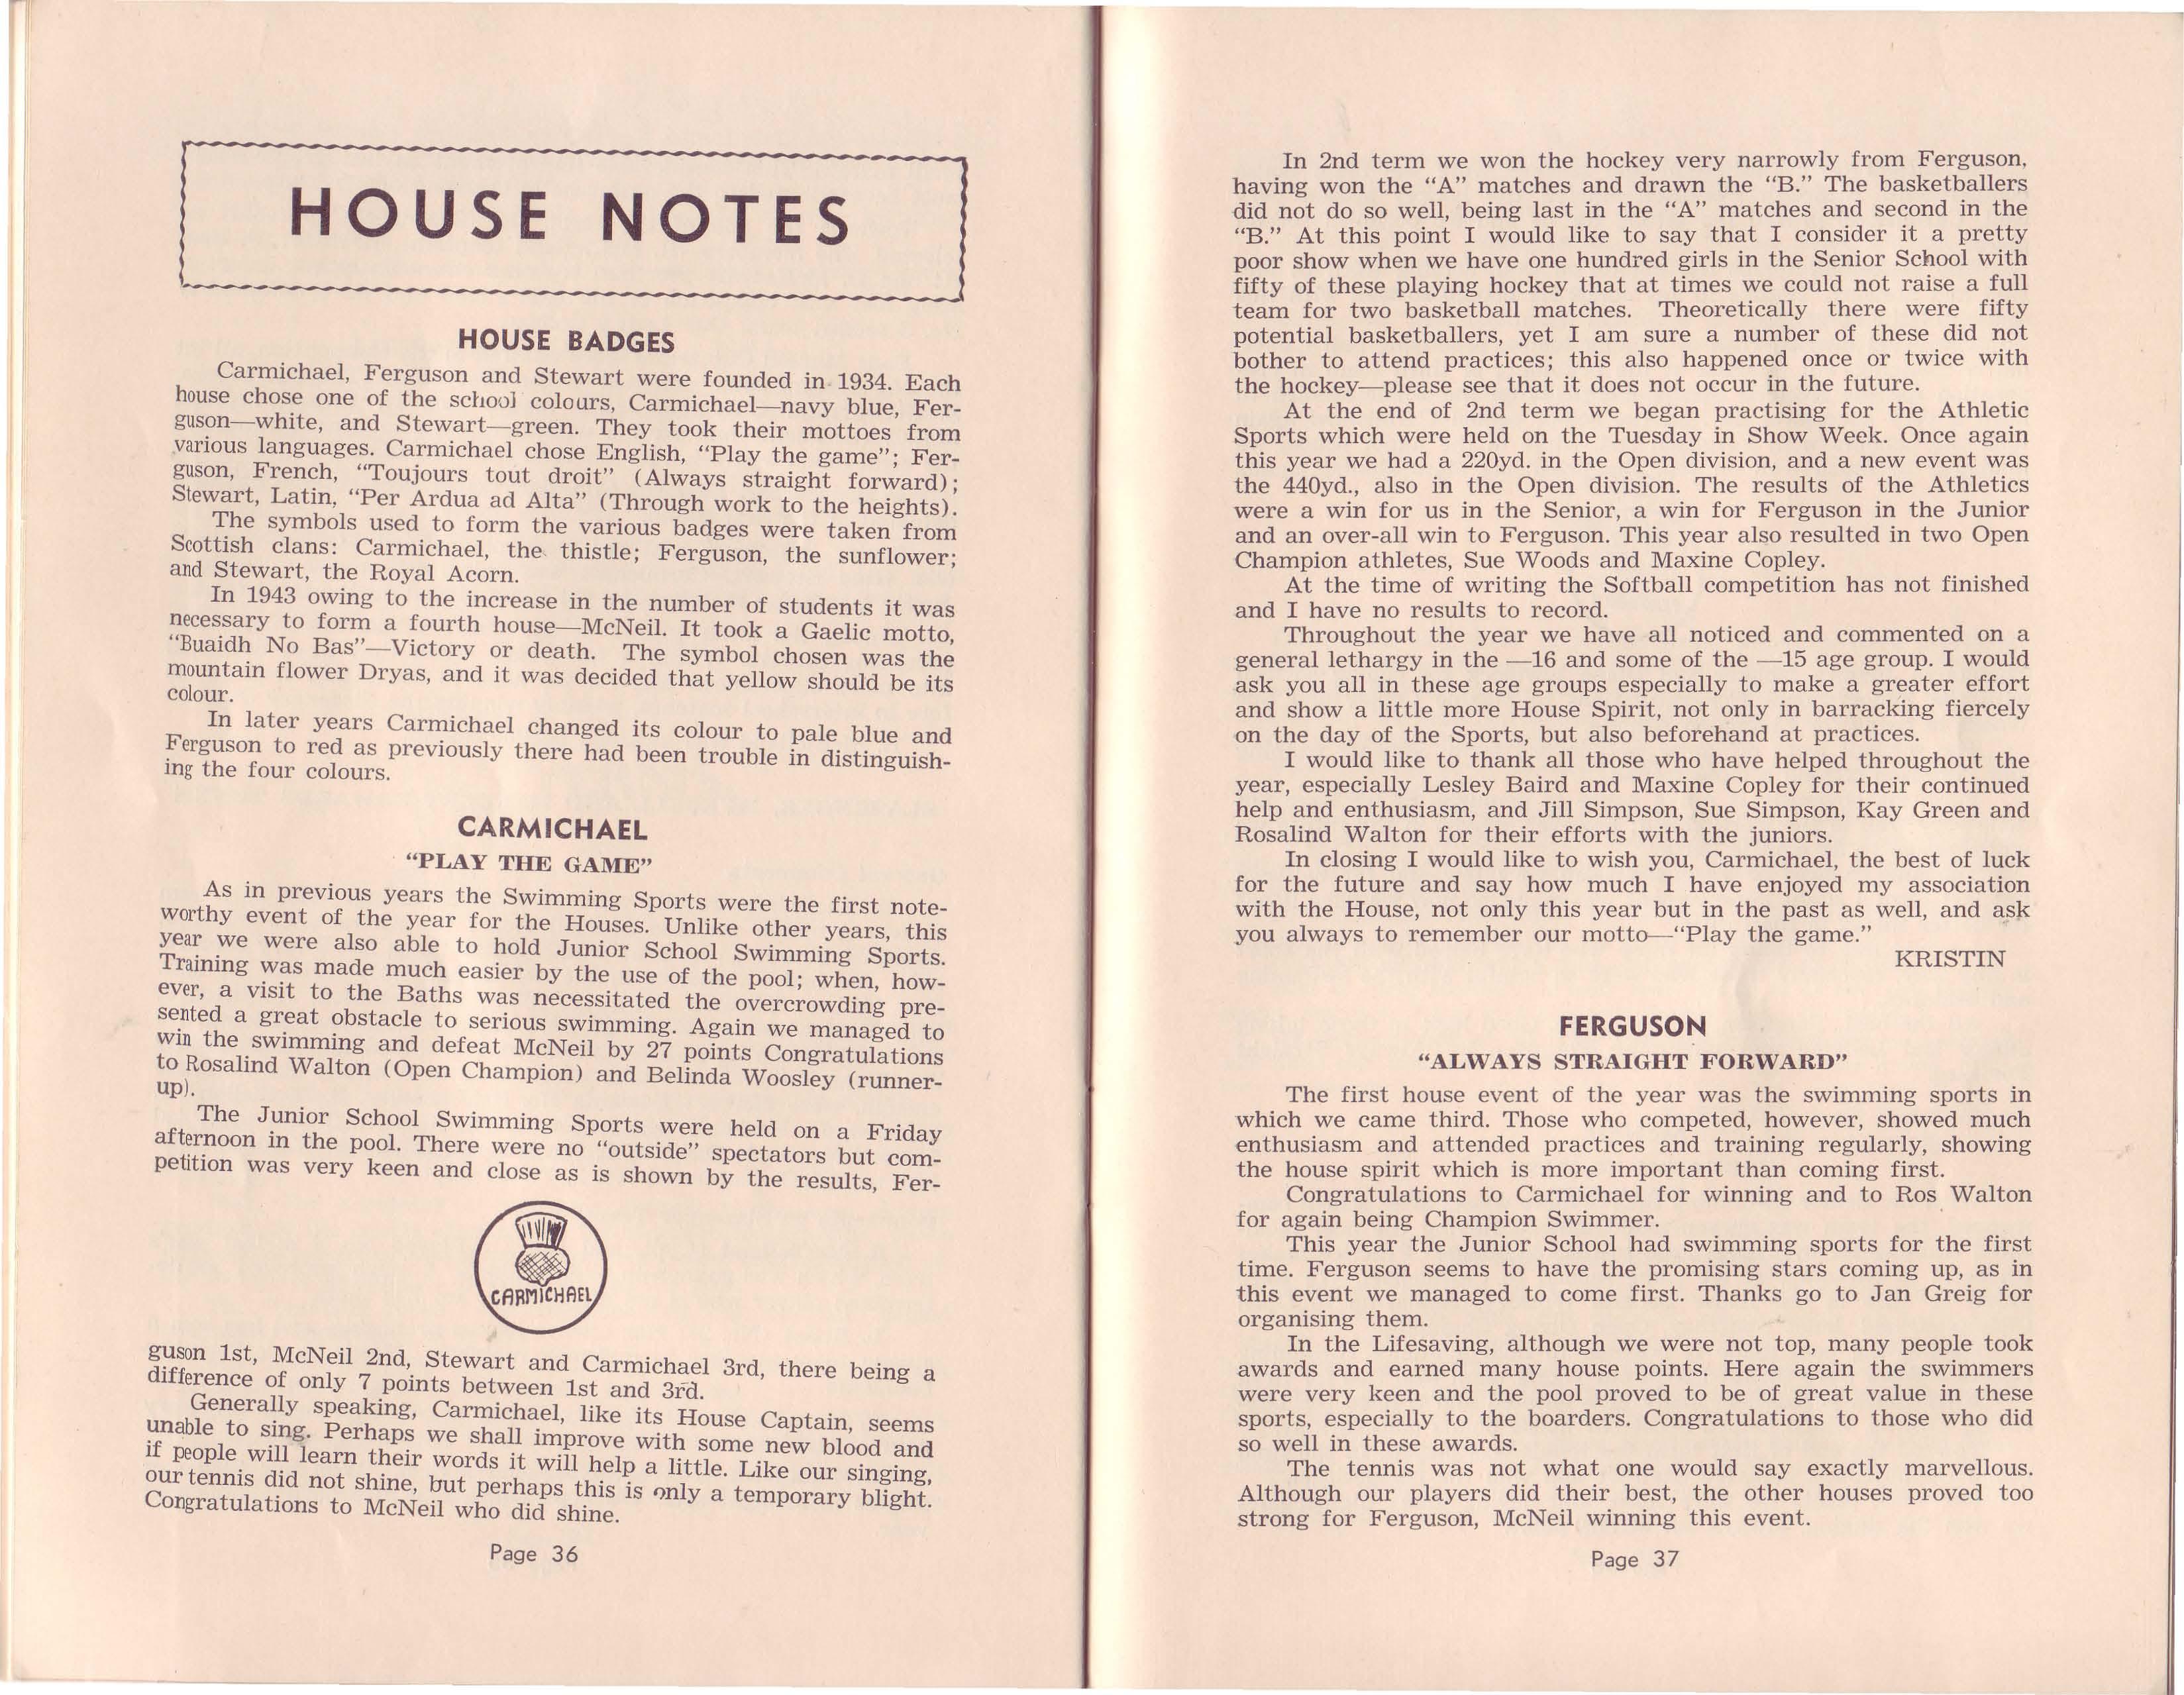 HOUSE NOTES
HOUSE BADGES
Carmichael, Ferguson and Stewart were founded in 1934. Each
house chose one of the school colours, Carmichael—navy blue, Fer-
guson—white, and Stewart—green. They took their mottoes from
various languages. Carmichael chose English, “Play the game”; Fer-
guson, French, “Toujours tout droit” (Always straight forward);
Stewart, Latin, “Per Ardua ad Alta” (Through work to the heights).
The symbols used to form the various badges were taken from
Scottish clans: Carmichael, the thistle; Ferguson, the sunflower;
and Stewart, the Royal Acorn.
In 1943 owing to the increase in the number of students it was
necessary to form a fourth house—McNeil. It took a Gaelic motto,
“Buaidh No Bas”—Victory or death. The symbol chosen was the
mountain flower Dryas, and it was decided that yellow should be its
colour.
In later years Carmichael changed its colour to pale blue and
Ferguson to red as previously there had been trouble in distinguish-
ing the four colours.
CARMICHAEL
“PLAY THE GAME”
As in previous years the Swimming Sports were the first note-
worthy event of the year for the Houses. Unlike other years, this
year we were also able to hold Junior School Swimming Sports.
Training was made much easier by the use of the pool; when, how-
ever, a visit to the Baths was necessitated the overcrowding pre-
sented a great obstacle to serious swimming. Again we managed to
win the swimming and defeat McNeil by 27 points Congratulations
to Rosalind Walton (Open Champion) and Belinda Woosley (runner-
up).
The Junior School Swimming Sports were held on a Friday
afternoon in the pool. There were no “outside” spectators but com-
petition was very keen and close as is shown by the results, Fer-
CARMICHAEL
guson 1st, McNeil 2nd, Stewart and Carmichael 3rd, there being a
difference of only 7 points between 1st and 3rd.
Generally speaking, Carmichael, like its House Captain, seems
unable to sing. Perhaps we shall improve with some new blood and
if people will learn their words it will help a little. Like our singing,
our tennis did not shine, but perhaps this is only a temporary blight.
Congratulations to McNeil who did shine.
Page 36
In 2nd term we won the hockey very narrowly from Ferguson,
having won the “A” matches and drawn the “B.” The basketballers
did not do so well, being last in the “A” matches and second in the
“B.” At this point I would like to say that I consider it a pretty
poor show when we have one hundred girls in the Senior School with
fifty of these playing hockey that at times we could not raise a full
team for two basketball matches. Theoretically there were fifty
potential basketballers, yet I am sure a number of these did not
bother to attend practices; this also happened once or twice with
the hockey—please see that it does not occur in the future.
At the end of 2nd term we began practising for the Athletic
Sports which were held on the Tuesday in Show Week. Once again
this year we had a 220yd. in the Open division, and a new event was
the 440yd., also in the Open division. The results of the Athletics
were a win for us in the Senior, a win for Ferguson in the Junior
and an over-all win to Ferguson. This year also resulted in two Open
Champion athletes, Sue Woods and Maxine Copley.
At the time of writing the Softball competition has not finished
and I have no results to record.
Throughout the year we have all noticed and commented on a
general lethargy in the —16 and some of the —15 age group. I would
ask you all in these age groups especially to make a greater effort
and show a little more House Spirit, not only in barracking fiercely
on the day of the Sports, but also beforehand at practices.
I would like to thank all those who have helped throughout the
year, especially Lesley Baird and Maxine Copley for their continued
help and enthusiasm, and Jill Simpson, Sue Simpson, Kay Green and
Rosalind Walton for their efforts with the juniors.
In closing I would like to wish you, Carmichael, the best of luck
for the future and say how much I have enjoyed my association
with the House, not only this year but in the past as well, and ask
you always to remember our motto—“Play the game.”
KRISTIN
FERGUSON
“ALWAYS STRAIGHT FORWARD”
The first house event of the year was the swimming sports in
which we came third. Those who competed, however, showed much
enthusiasm and attended practices and training regularly, showing
the house spirit which is more important than coming first.
Congratulations to Carmichael for winning and to Ros Walton
for again being Champion Swimmer.
This year the Junior School had swimming sports for the first
time. Ferguson seems to have the promising stars coming up, as in
this event we managed to come first. Thanks go to Jan Greig for
organising them.
In the Lifesaving, although we were not top, many people took
awards and earned many house points. Here again the swimmers
were very keen and the pool proved to be of great value in these
sports, especially to the boarders. Congratulations to those who did
so well in these awards.
The tennis was not what one would say exactly marvellous.
Although our players did their best, the other houses proved too
strong for Ferguson, McNeil winning this event.
Page 37